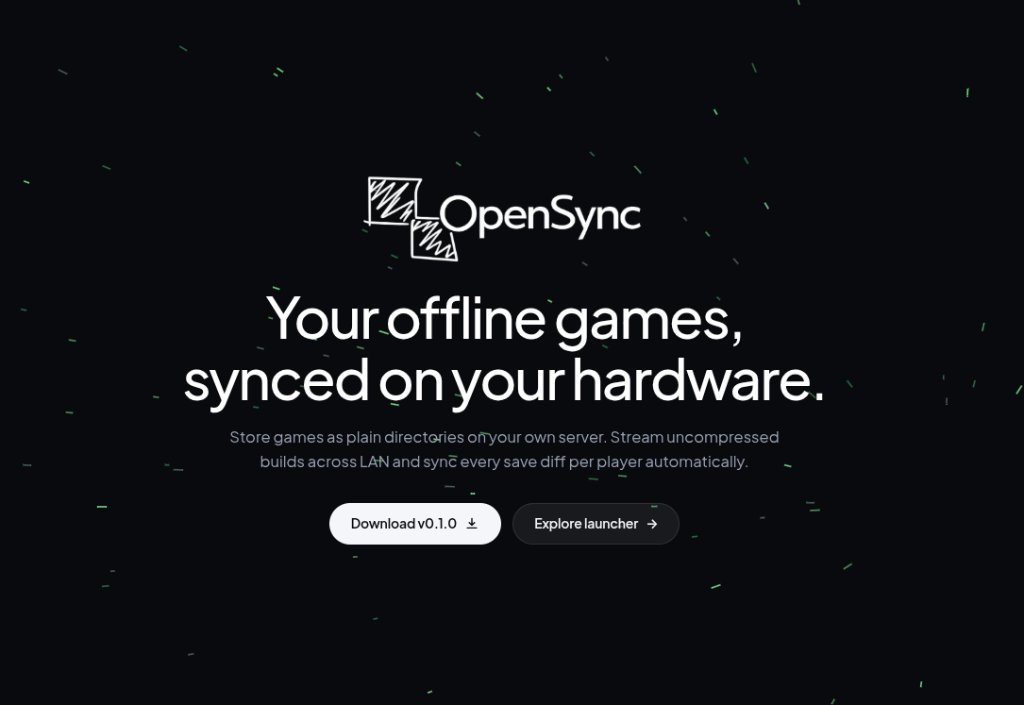 OpenSync
Your offline games,
synced on your hardware.
Store games as plain directories on your own server. Stream uncompressed
builds across LAN and sync every save diff per player automatically.
Download v0.1.0
Explore launcher